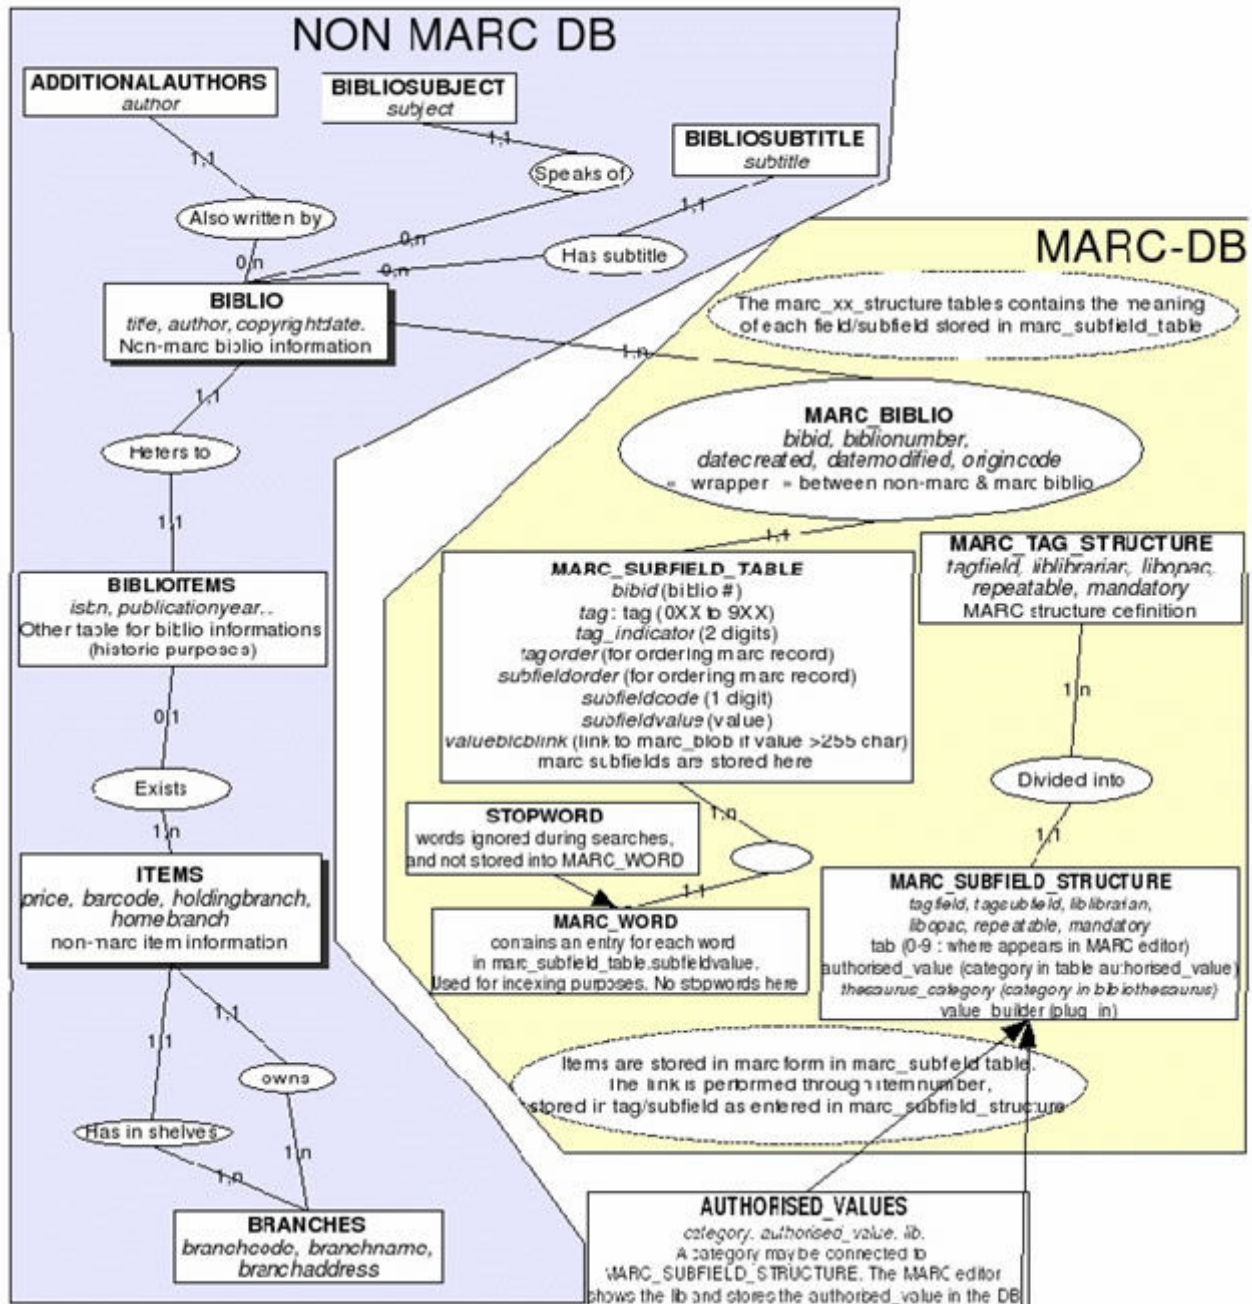 NON MARC DB
ADDITIONALAUTHORS
author
BIBLIOSUBJECT
subject
BIBLIOSUBTITLE
subtitle
1,1
1,1
1,1
Speaks of
Also written by
Has subtitle
0,n
0,n
0,n
BIBLIO
title, author, copyrightdate.
Non-marc biblio information
1,n
1,1
Refers to
1,1
BIBLIOITEMS
isbn, publicationyear..
Other table for biblio informations
(historic purposes)
0,1
Exists
1,n
ITEMS
price, barcode, holdingbranch,
homebranch
non-marc item information
1,1
1,1
owns
Has in shelves
1,n
1,n
BRANCHES
branchcode, branchname,
branchaddress
MARC-DB
The marc_xx_structure tables contains the meaning
of each field/subfield stored in marc_subfield_table
MARC_BIBLIO
bibid, biblionumber,
datecreated, datemodified, origincode
« wrapper » between non-marc & marc biblio
1,1
MARC_SUBFIELD_TABLE
bibid (biblio #)
tag : tag (0XX to 9XX)
tag_indicator (2 digits)
tagorder (for ordering marc record)
subfieldorder (for ordering marc record)
subfieldcode (1 digit)
subfieldvalue (value)
valuebloblink (link to marc_blob if value >255 char)
marc subfields are stored here
MARC_TAG_STRUCTURE
tagfield, liblibrarian, libopac,
repeatable, mandatory
MARC structure definition
1,n
Divided into
1,1
1,n
STOPWORD
words ignored during searches,
and not stored into MARC_WORD
1,1
MARC_WORD
contains an entry for each word
in marc_subfield_table.subfieldvalue.
Used for indexing purposes. No stopwords here
MARC_SUBFIELD_STRUCTURE
tagfield, tagsubfield, liblibrarian,
libopac, repeatable, mandatory
tab (0-9 : where appears in MARC editor)
authorised_value (category in table authorised_value)
thesaurus_category (category in bibliothesaurus)
value_builder (plug_in)
Items are stored in marc form in marc_subfield table.
The link is performed through itemnumber,
stored in tag/subfield as entered in marc_subfield_structure
AUTHORISED_VALUES
category, authorised_value, lib.
A category may be connected to
MARC_SUBFIELD_STRUCTURE. The MARC editor
shows the lib and stores the authorised_value in the DB